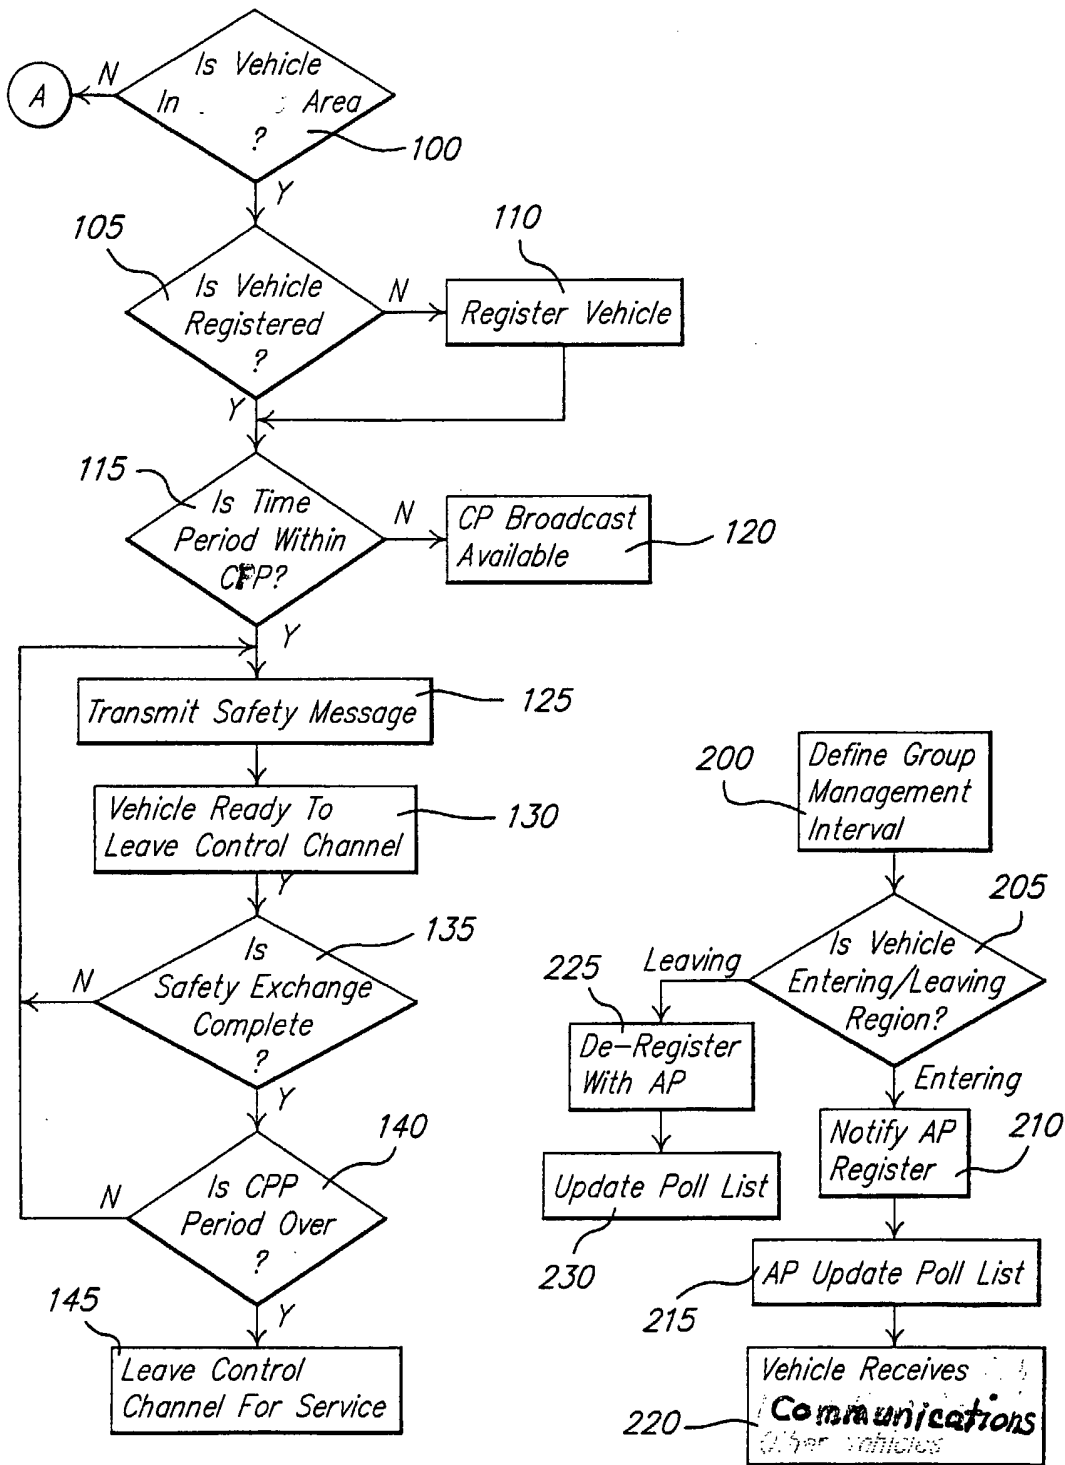 Is Vehicle
In Area
?
100
N
A
Y
105
Is Vehicle
Registered
?
N
110
Register Vehicle
Y
115
Is Time
Period Within
CPP?
N
CP Broadcast
Available
120
Y
Transmit Safety Message
125
Vehicle Ready To
Leave Control Channel
130
Y
135
Is
Safety Exchange
Complete
?
N
Y
140
Is CPP
Period Over
?
N
Y
145
Leave Control
Channel For Service
200
Define Group
Management
Interval
205
Is Vehicle
Entering/Leaving
Region?
Leaving
225
De-Register
With AP
Update Poll List
230
Entering
Notify AP
Register
210
AP Update Poll List
215
Vehicle Receives
Communications
other vehicles
220